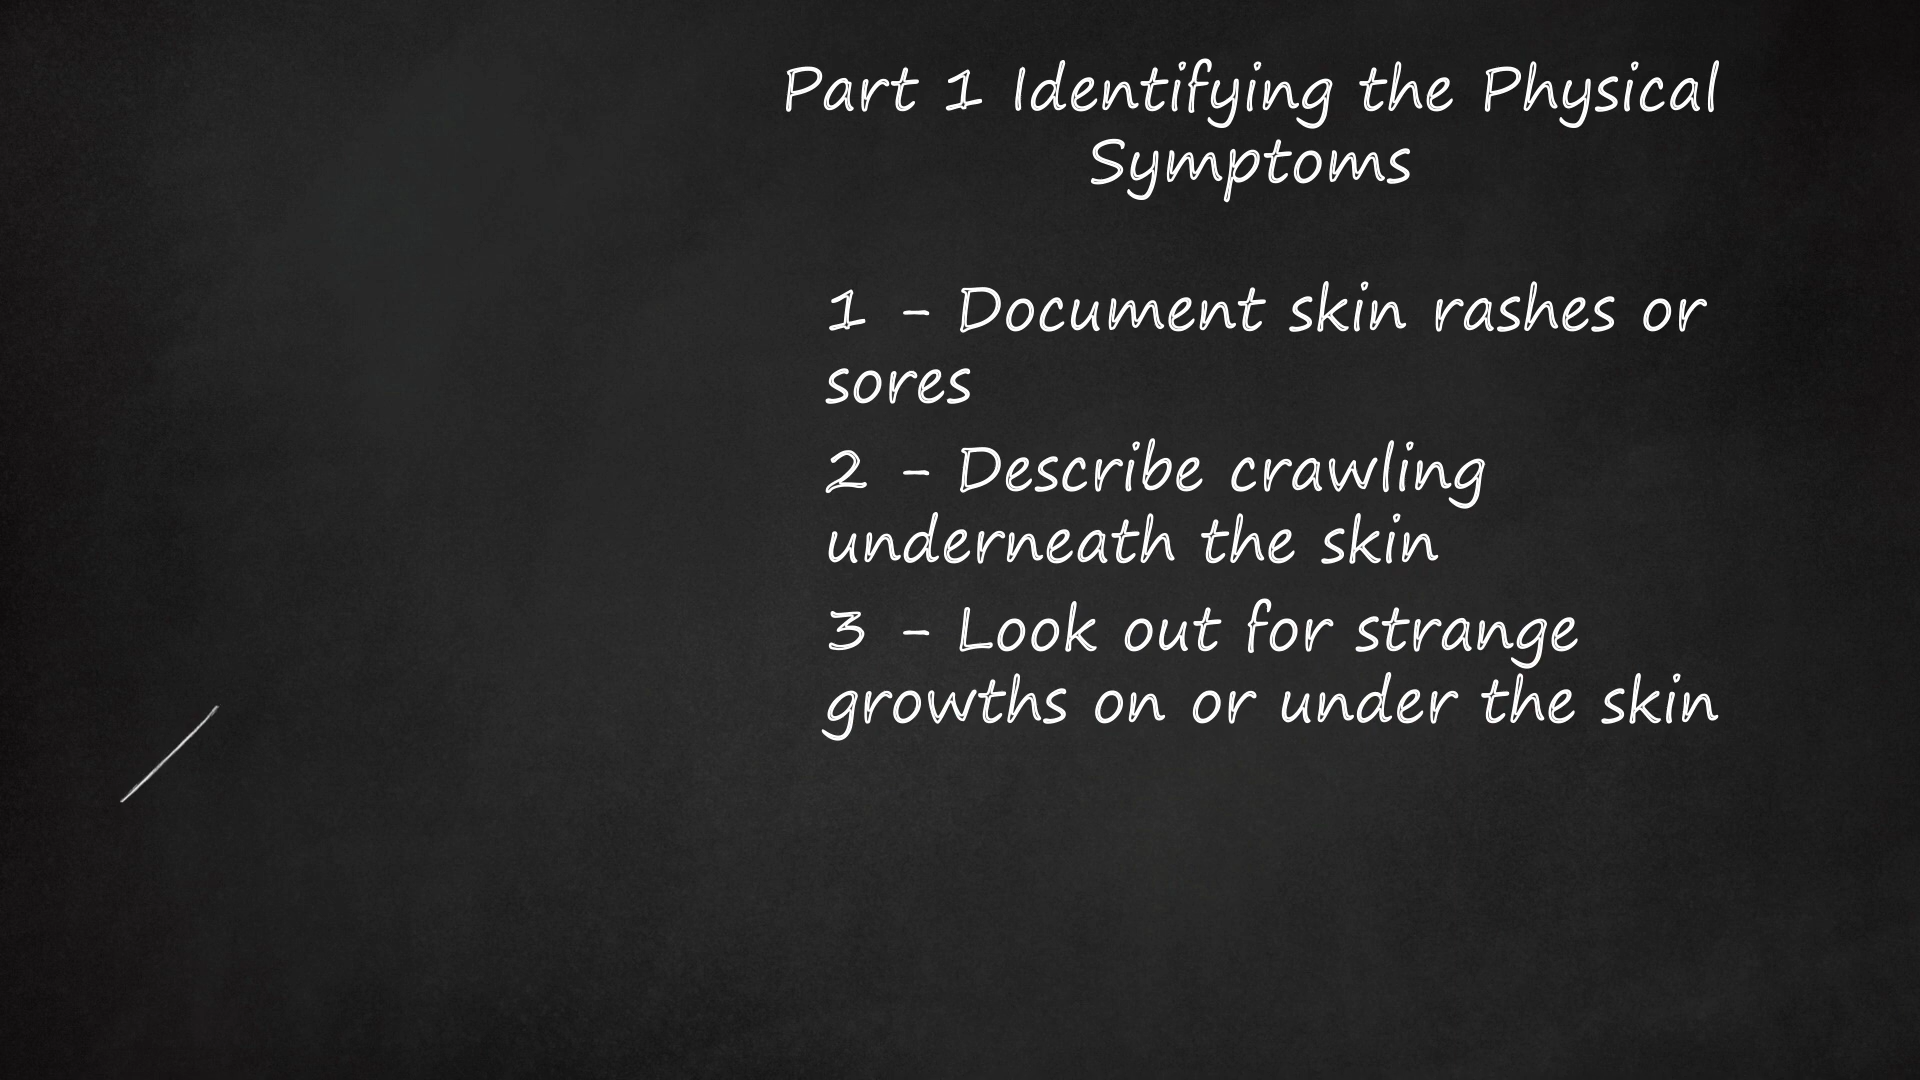 Part 1 Identifying the Physical
Symptoms
1 - Document skin rashes or
sores
2 - Describe crawling
underneath the skin
3 - Look out for strange
growths on or under the skin